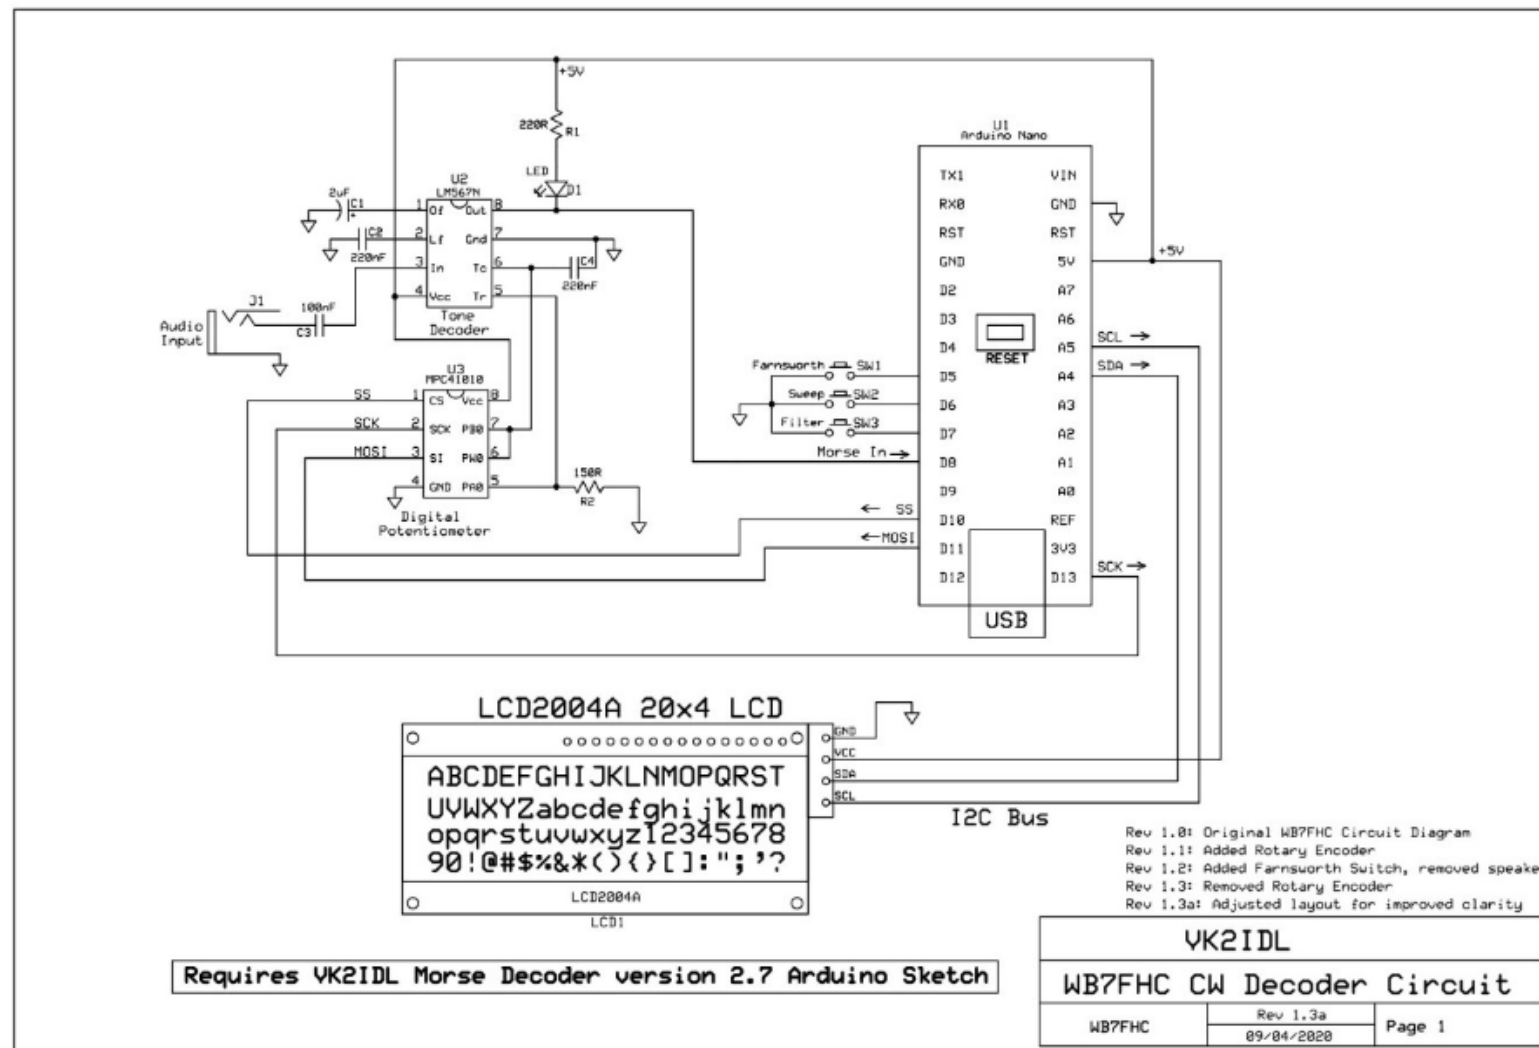 +5V
220R
R1
LED
D1
U2
LM567N
2uF
C1
+
1
Of
Out
8
C2
220nF
2
Lf
Gnd
7
3
In
Tc
6
C4
220nF
4
Vcc
Tr
5
Tone
Decoder
J1
100nF
C3
Audio
Input
U3
MPC41010
SS
1
CS
Vcc
8
SCK
2
SCK
PB0
7
MOSI
3
SI
PW0
6
4
GND
PA0
5
150R
R2
Digital
Potentiometer
U1
Arduino Nano
TX1
VIN
RX0
GND
RST
RST
GND
5V
+5V
D2
A7
D3
A6
D4
RESET
A5
SCL →
Farnsworth
SW1
D5
A4
SDA →
Sweep
SW2
D6
A3
Filter
SW3
D7
A2
Morse In →
D8
A1
D9
A0
← SS
D10
REF
←MOSI
D11
3V3
D12
D13
SCK →
USB
LCD2004A 20x4 LCD
GND
VCC
SDA
SCL
ABCDEFGHIJKLNMOPQRST
UVWXYZabcdefghijklmn
opqrstuvwxyz12345678
90!@#$%&*(){}[]:";'?
LCD2004A
LCD1
I2C Bus
Rev 1.0: Original WB7FHC Circuit Diagram
Rev 1.1: Added Rotary Encoder
Rev 1.2: Added Farnsworth Switch, removed speake
Rev 1.3: Removed Rotary Encoder
Rev 1.3a: Adjusted layout for improved clarity
Requires VK2IDL Morse Decoder version 2.7 Arduino Sketch
VK2IDL
WB7FHC CW Decoder Circuit
WB7FHC
Rev 1.3a
09/04/2020
Page 1